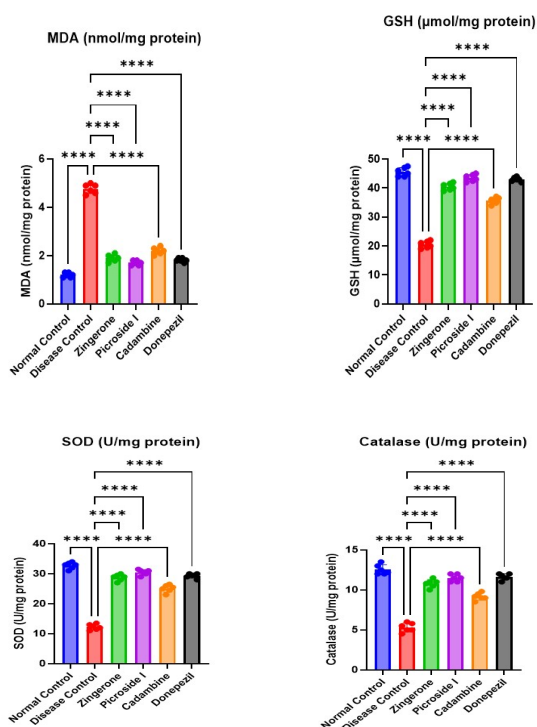 MDA (nmol/mg protein)
****
****
****
**** ****
MDA (nmol/mg protein)
6
4
2
0
Normal Control
Disease Control
Zingerone
Picroside I
Cadambine
Donepezil
GSH (µmol/mg protein)
****
****
****
**** ****
GSH (µmol/mg protein)
50
40
30
20
10
0
Normal Control
Disease Control
Zingerone
Picroside I
Cadambine
Donepezil
SOD (U/mg protein)
****
****
****
**** ****
SOD (U/mg protein)
40
30
20
10
0
Normal Control
Disease Control
Zingerone
Picroside I
Cadambine
Donepezil
Catalase (U/mg protein)
****
****
****
**** ****
Catalase (U/mg protein)
15
10
5
0
Normal Control
Disease Control
Zingerone
Picroside I
Cadambine
Donepezil